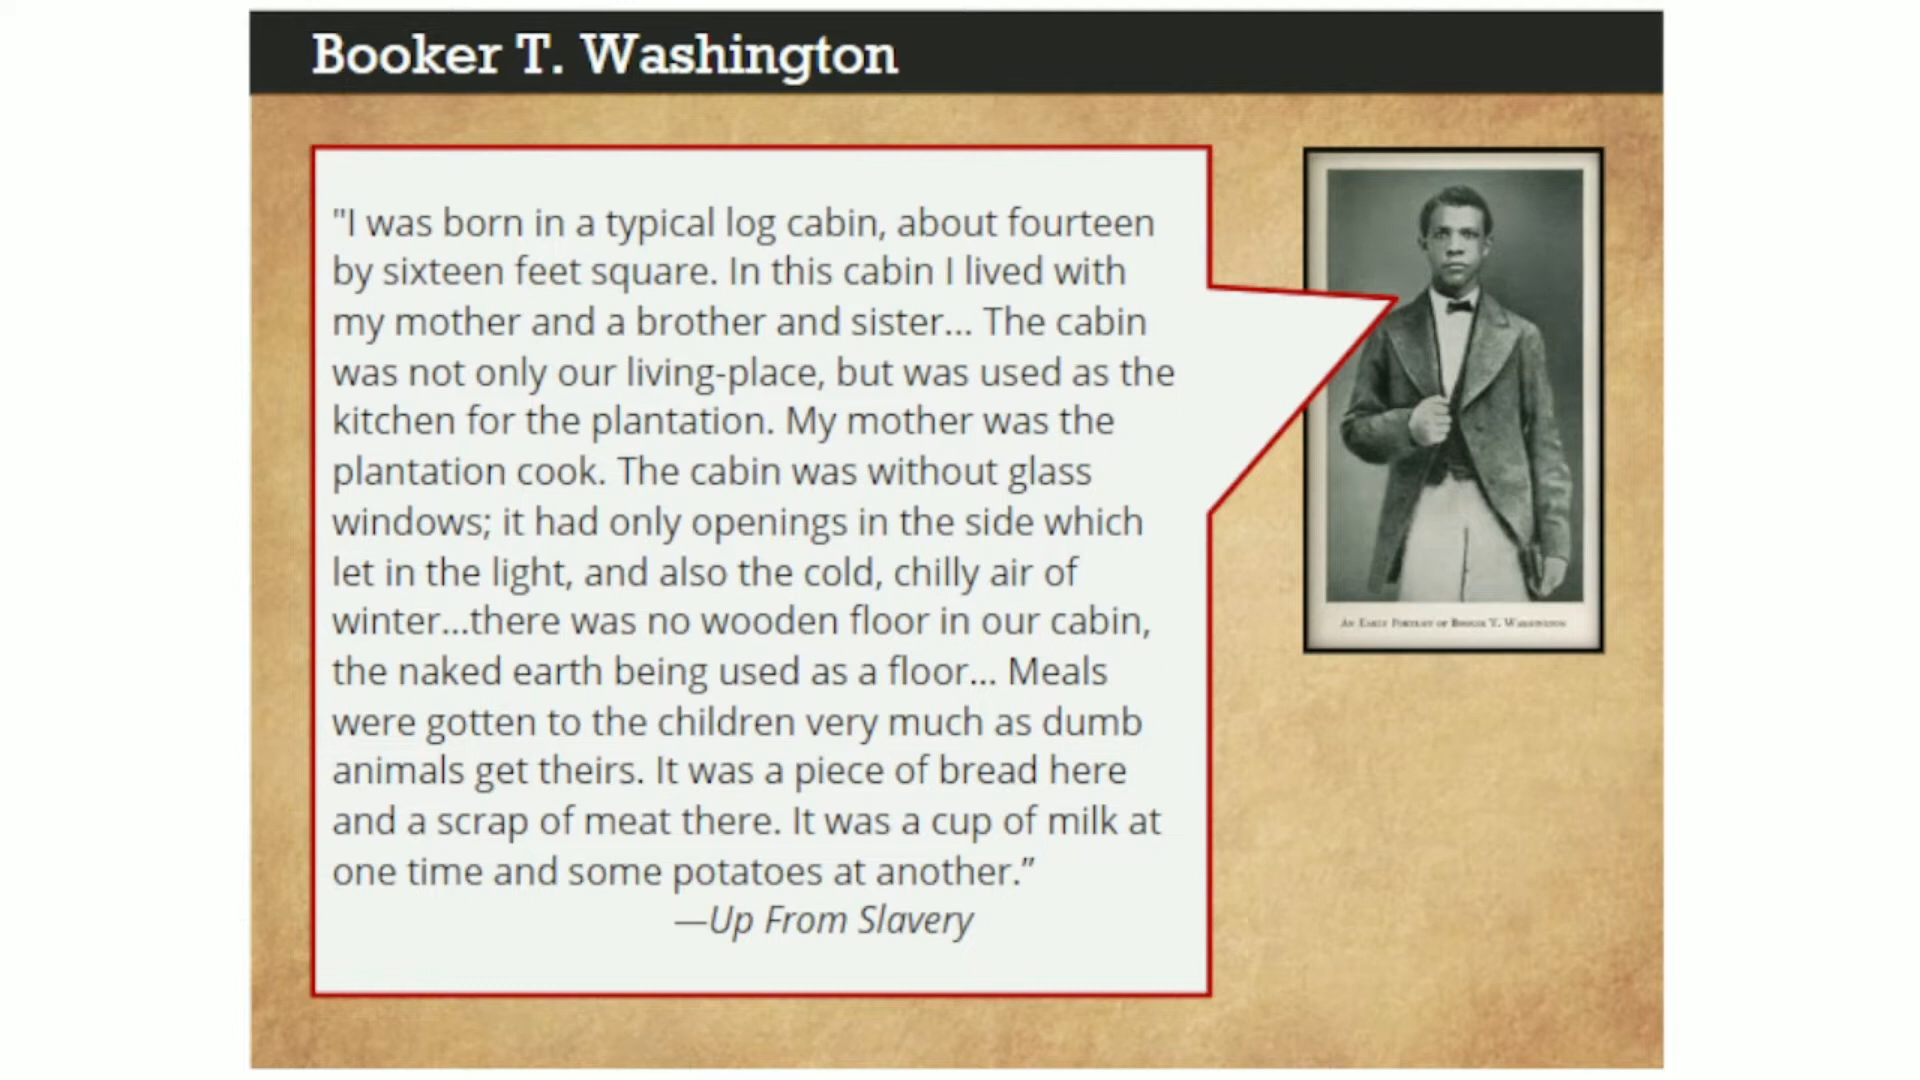 Booker T. Washington
"I was born in a typical log cabin, about fourteen
by sixteen feet square. In this cabin I lived with
my mother and a brother and sister... The cabin
was not only our living-place, but was used as the
kitchen for the plantation. My mother was the
plantation cook. The cabin was without glass
windows; it had only openings in the side which
let in the light, and also the cold, chilly air of
winter...there was no wooden floor in our cabin,
the naked earth being used as a floor... Meals
were gotten to the children very much as dumb
animals get theirs. It was a piece of bread here
and a scrap of meat there. It was a cup of milk at
one time and some potatoes at another.”
—Up From Slavery
An Early Portrait of Booker T. Washington